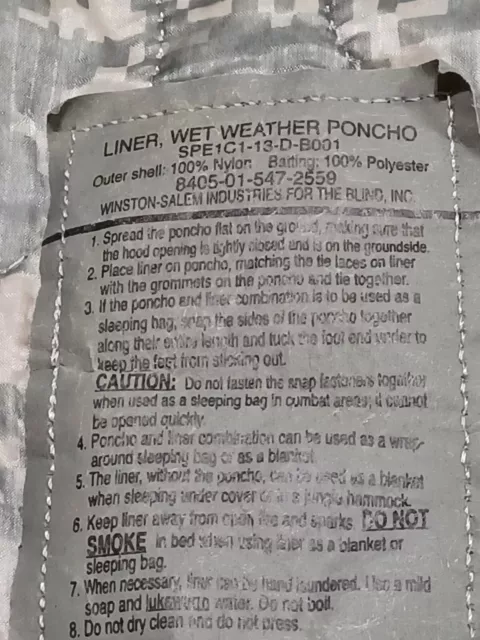 LINER, WET WEATHER PONCHO
SPE1C1-13-D-B001
Outer shell: 100% Nylon Batting: 100% Polyester
8405-01-547-2559
WINSTON-SALEM INDUSTRIES FOR THE BLIND, INC.
1. Spread the poncho flat on the ground, making sure that
the hood opening is tightly closed and is on the groundside.
2. Place liner on poncho, matching the tie laces on liner
with the grommets on the poncho and tie together.
3. If the poncho and liner combination is to be used as a
sleeping bag, snap the sides of the poncho together
along their entire length and tuck the foot end under to
keep the feet from sticking out.
CAUTION: Do not fasten the snap fasteners together
when used as a sleeping bag in combat areas; it cannot
be opened quickly.
4. Poncho and liner combination can be used as a wrap-
around sleeping bag or as a blanket.
5. The liner, without the poncho, can be used as a blanket
when sleeping under cover or in a jungle hammock.
6. Keep liner away from open fire and sparks. DO NOT
SMOKE in bed when using liner as a blanket or
sleeping bag.
7. When necessary, liner can be hand laundered. Use a mild
soap and lukewarm water. Do not boil.
8. Do not dry clean and do not press.